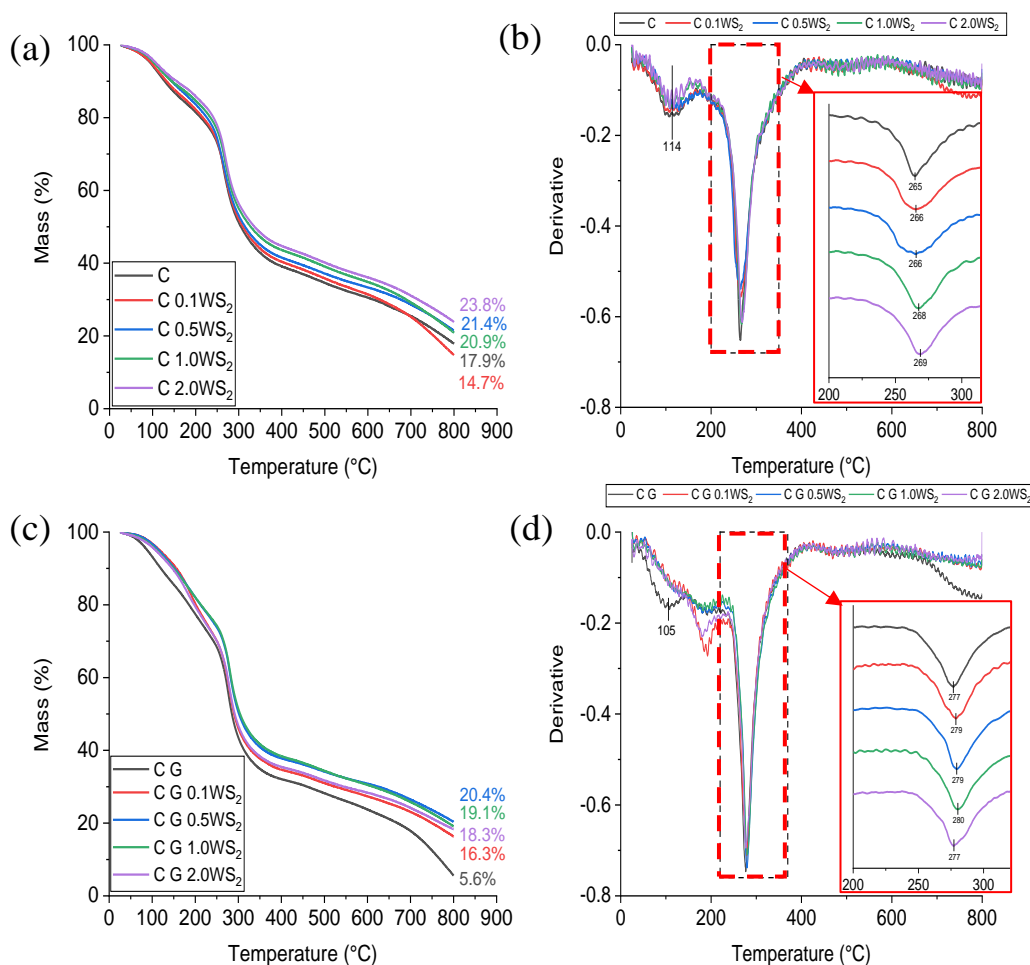 (a)
100
80
60
40
20
0
Mass (%)
C
C 0.1WS₂
C 0.5WS₂
C 1.0WS₂
C 2.0WS₂
23.8%
21.4%
20.9%
17.9%
14.7%
0 100 200 300 400 500 600 700 800 900
Temperature (°C)
(b)
C C 0.1WS₂ C 0.5WS₂ C 1.0WS₂ C 2.0WS₂
0.0
-0.2
-0.4
-0.6
-0.8
Derivative
114
265
266
266
268
269
200 250 300
0 200 400 600 800
Temperature (°C)
(c)
100
80
60
40
20
0
Mass (%)
C G
C G 0.1WS₂
C G 0.5WS₂
C G 1.0WS₂
C G 2.0WS₂
20.4%
19.1%
18.3%
16.3%
5.6%
0 100 200 300 400 500 600 700 800 900
Temperature (°C)
(d)
C G C G 0.1WS₂ C G 0.5WS₂ C G 1.0WS₂ C G 2.0WS₂
0.0
-0.2
-0.4
-0.6
-0.8
Derivative
105
277
279
279
280
277
200 250 300
0 200 400 600 800
Temperature (°C)